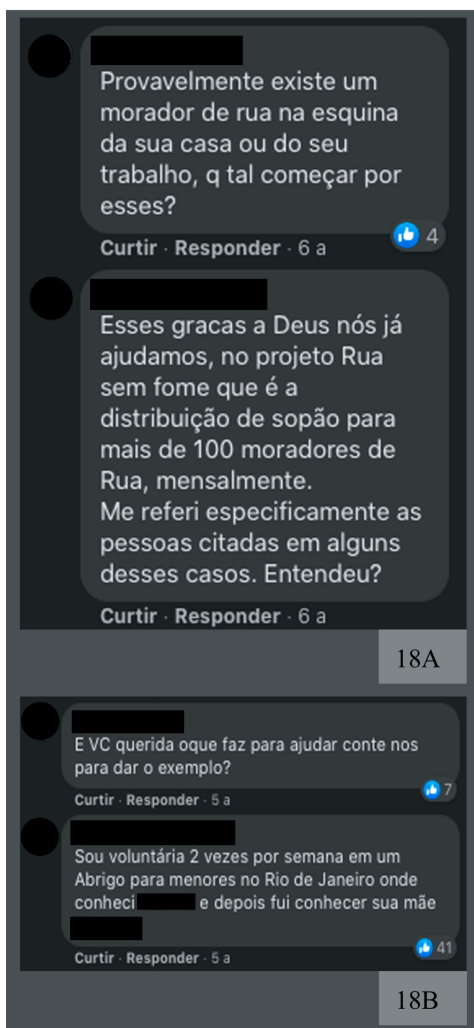 Provavelmente existe um
morador de rua na esquina
da sua casa ou do seu
trabalho, q tal começar por
esses?
4
Curtir · Responder · 6 a
Esses gracas a Deus nós já
ajudamos, no projeto Rua
sem fome que é a
distribuição de sopão para
mais de 100 moradores de
Rua, mensalmente.
Me referi especificamente as
pessoas citadas em alguns
desses casos. Entendeu?
Curtir · Responder · 6 a
18A
E VC querida oque faz para ajudar conte nos
para dar o exemplo?
7
Curtir · Responder · 5 a
Sou voluntária 2 vezes por semana em um
Abrigo para menores no Rio de Janeiro onde
conheci e depois fui conhecer sua mãe
41
Curtir · Responder · 5 a
18B